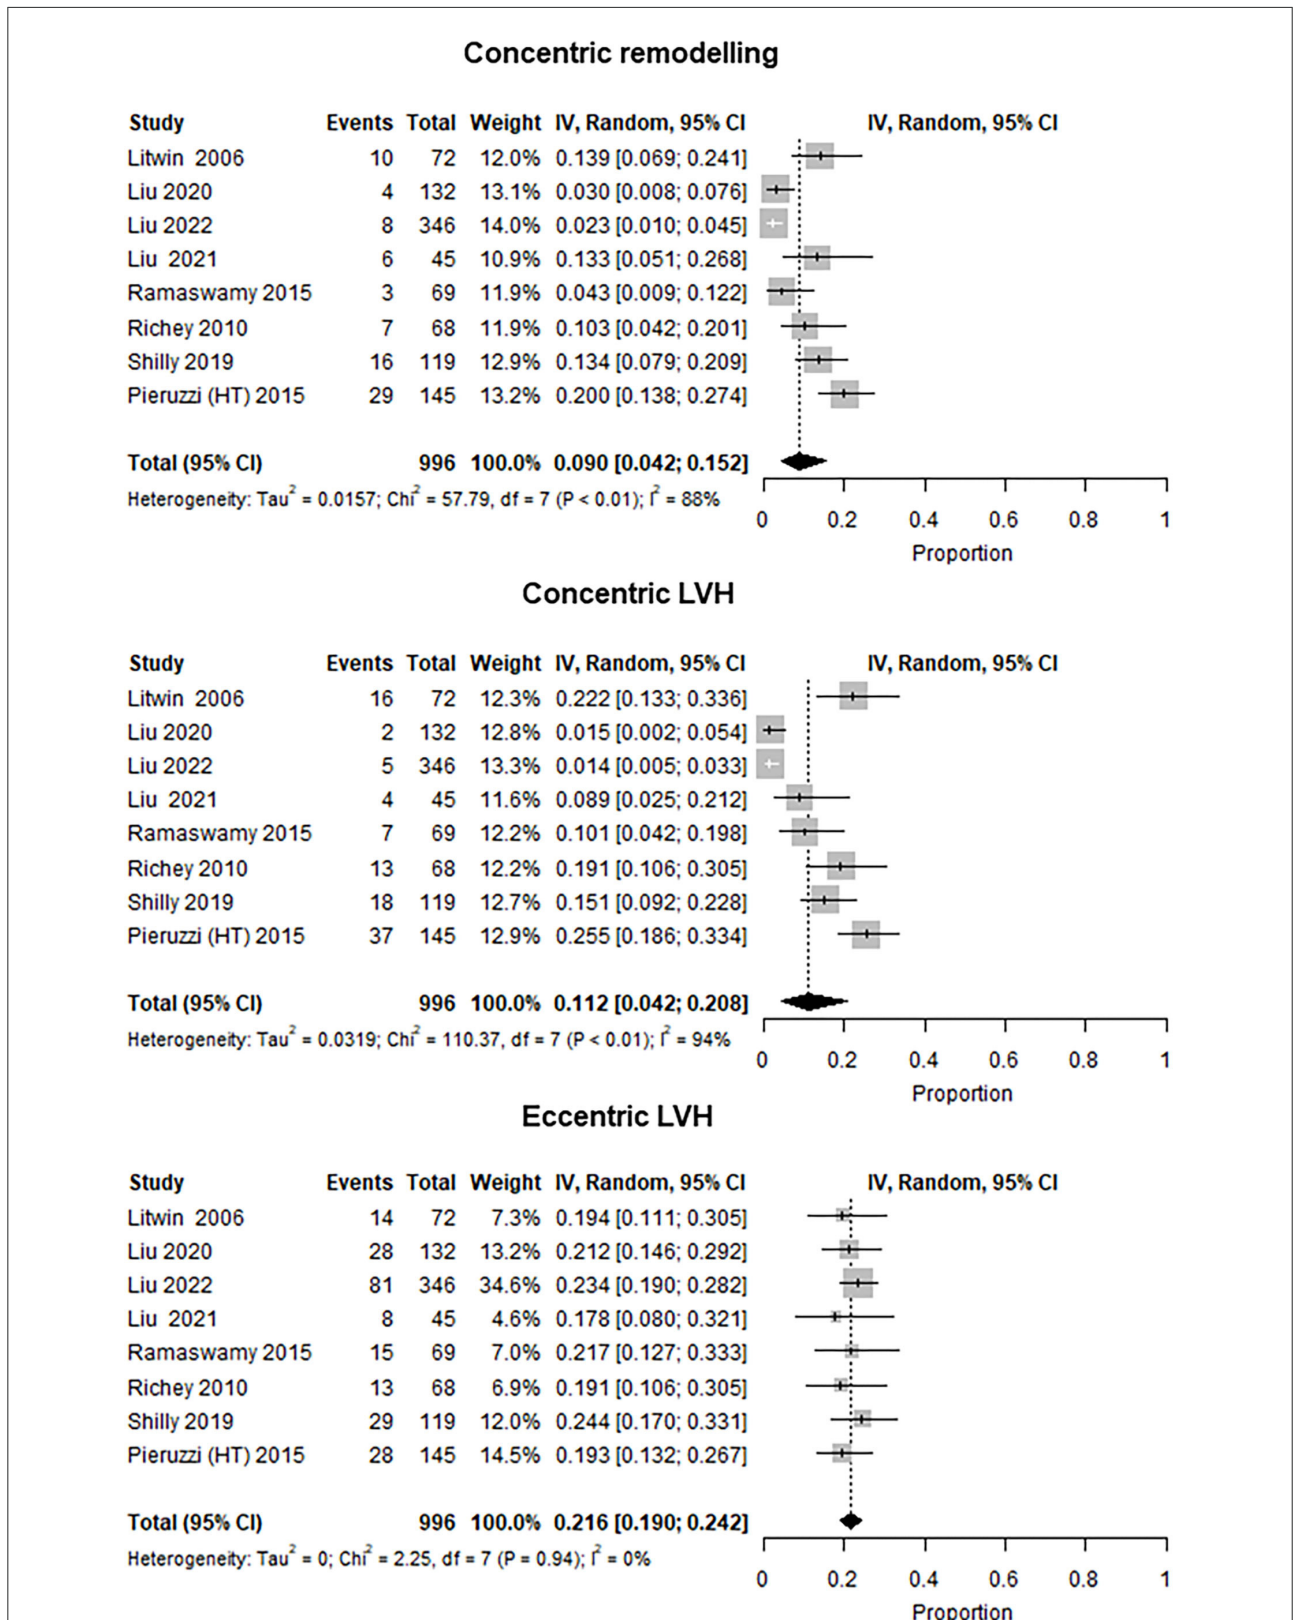 Concentric remodelling
Study Events Total Weight IV, Random, 95% CI IV, Random, 95% CI
Litwin 2006 10 72 12.0% 0.139 [0.069; 0.241]
Liu 2020 4 132 13.1% 0.030 [0.008; 0.076]
Liu 2022 8 346 14.0% 0.023 [0.010; 0.045]
Liu 2021 6 45 10.9% 0.133 [0.051; 0.268]
Ramaswamy 2015 3 69 11.9% 0.043 [0.009; 0.122]
Richey 2010 7 68 11.9% 0.103 [0.042; 0.201]
Shilly 2019 16 119 12.9% 0.134 [0.079; 0.209]
Pieruzzi (HT) 2015 29 145 13.2% 0.200 [0.138; 0.274]
Total (95% CI) 996 100.0% 0.090 [0.042; 0.152]
Heterogeneity: Tau² = 0.0157; Chi² = 57.79, df = 7 (P < 0.01); I² = 88%
0 0.2 0.4 0.6 0.8 1
Proportion
Concentric LVH
Study Events Total Weight IV, Random, 95% CI IV, Random, 95% CI
Litwin 2006 16 72 12.3% 0.222 [0.133; 0.336]
Liu 2020 2 132 12.8% 0.015 [0.002; 0.054]
Liu 2022 5 346 13.3% 0.014 [0.005; 0.033]
Liu 2021 4 45 11.6% 0.089 [0.025; 0.212]
Ramaswamy 2015 7 69 12.2% 0.101 [0.042; 0.198]
Richey 2010 13 68 12.2% 0.191 [0.106; 0.305]
Shilly 2019 18 119 12.7% 0.151 [0.092; 0.228]
Pieruzzi (HT) 2015 37 145 12.9% 0.255 [0.186; 0.334]
Total (95% CI) 996 100.0% 0.112 [0.042; 0.208]
Heterogeneity: Tau² = 0.0319; Chi² = 110.37, df = 7 (P < 0.01); I² = 94%
0 0.2 0.4 0.6 0.8 1
Proportion
Eccentric LVH
Study Events Total Weight IV, Random, 95% CI IV, Random, 95% CI
Litwin 2006 14 72 7.3% 0.194 [0.111; 0.305]
Liu 2020 28 132 13.2% 0.212 [0.146; 0.292]
Liu 2022 81 346 34.6% 0.234 [0.190; 0.282]
Liu 2021 8 45 4.6% 0.178 [0.080; 0.321]
Ramaswamy 2015 15 69 7.0% 0.217 [0.127; 0.333]
Richey 2010 13 68 6.9% 0.191 [0.106; 0.305]
Shilly 2019 29 119 12.0% 0.244 [0.170; 0.331]
Pieruzzi (HT) 2015 28 145 14.5% 0.193 [0.132; 0.267]
Total (95% CI) 996 100.0% 0.216 [0.190; 0.242]
Heterogeneity: Tau² = 0; Chi² = 2.25, df = 7 (P = 0.94); I² = 0%
0 0.2 0.4 0.6 0.8 1
Proportion